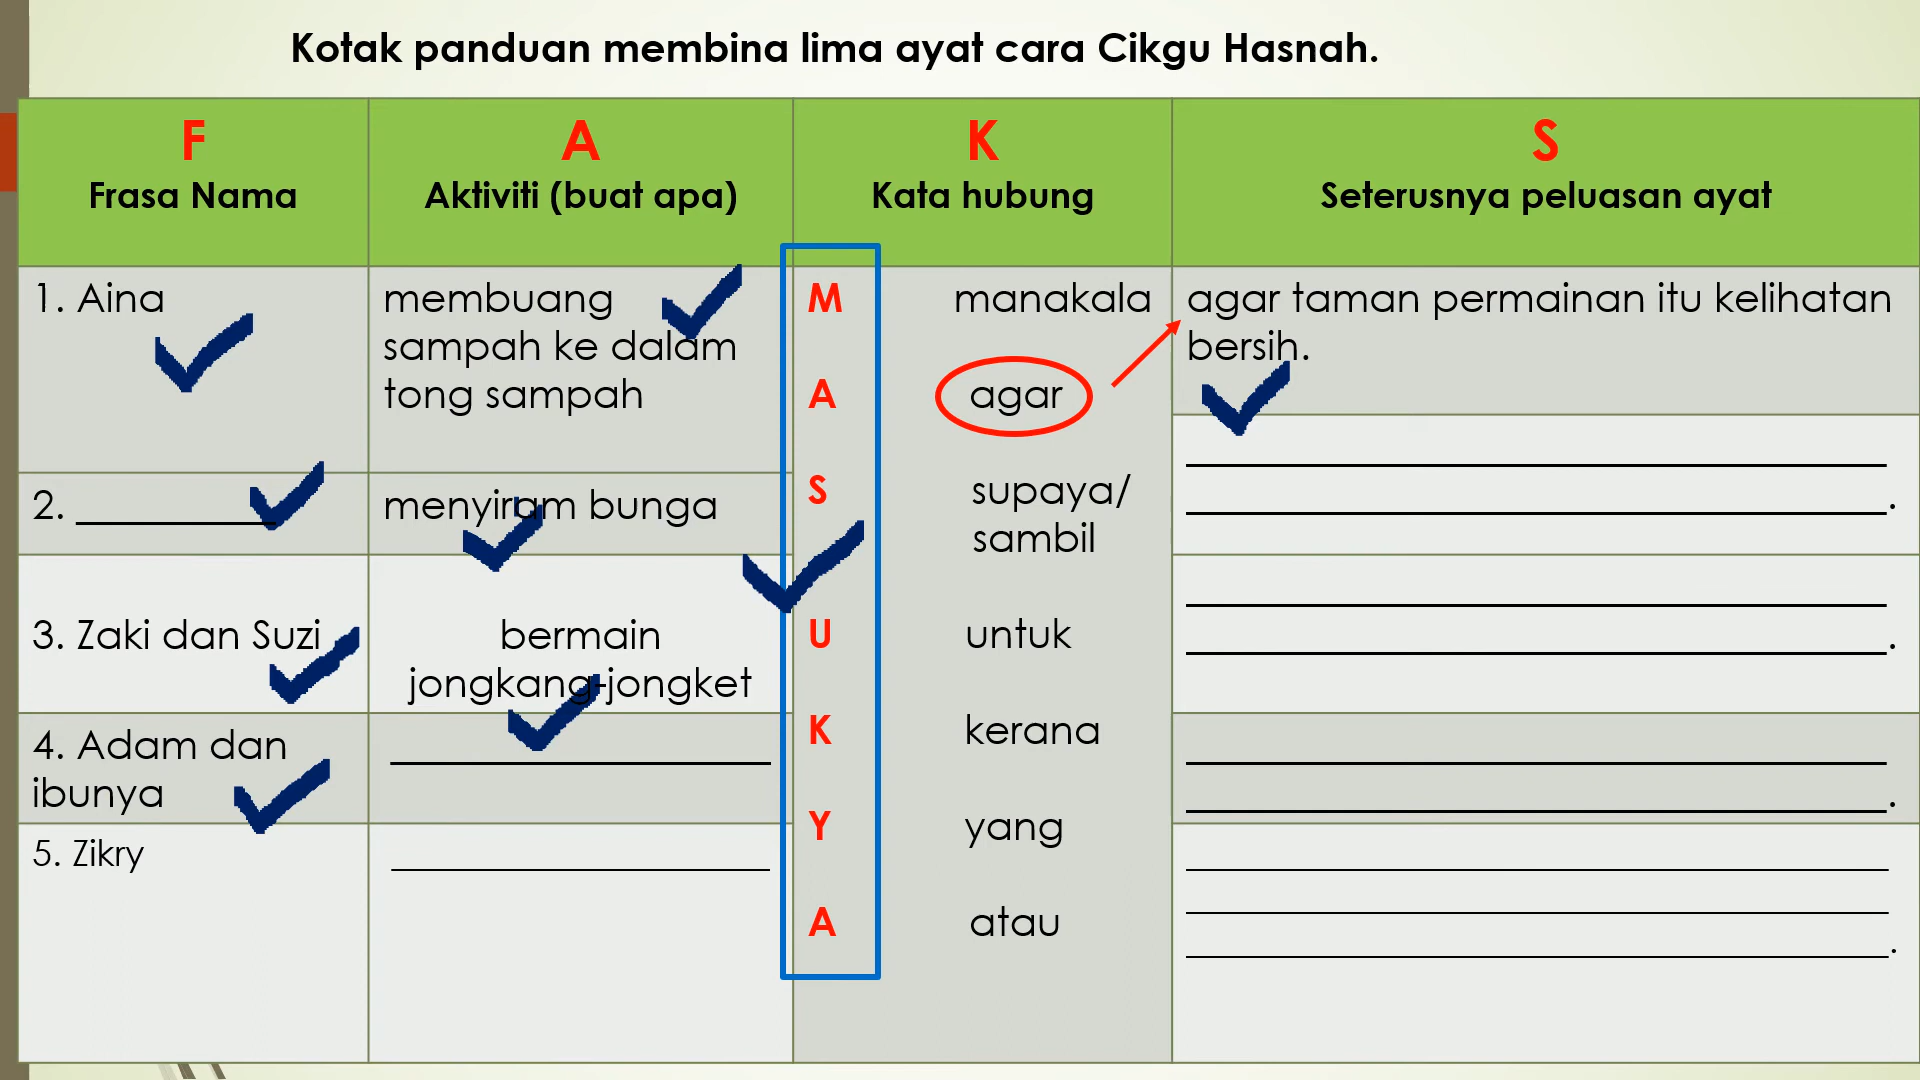 Kotak panduan membina lima ayat cara Cikgu Hasnah.
F
Frasa Nama
A
Aktiviti (buat apa)
K
Kata hubung
S
Seterusnya peluasan ayat
1. Aina
membuang
sampah ke dalam
tong sampah
2. __________
menyiram bunga
3. Zaki dan Suzi
bermain
jongkang-jongket
4. Adam dan
ibunya
5. Zikry
M manakala
A agar
S supaya/
sambil
U untuk
K kerana
Y yang
A atau
agar taman permainan itu kelihatan
bersih.